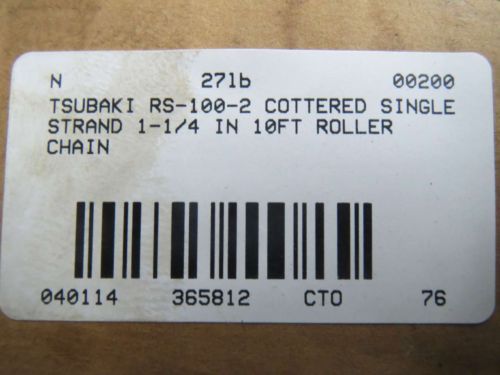 N 27lb 00200
TSUBAKI RS-100-2 COTTERED SINGLE
STRAND 1-1/4 IN 10FT ROLLER
CHAIN
040114 365812 CTO 76